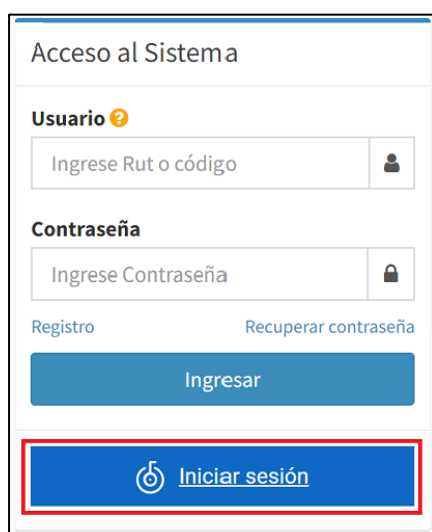 Acceso al Sistema
Usuario
Ingrese Rut o código
Contraseña
Ingrese Contraseña
Registro Recuperar contraseña
Ingresar
Iniciar sesión